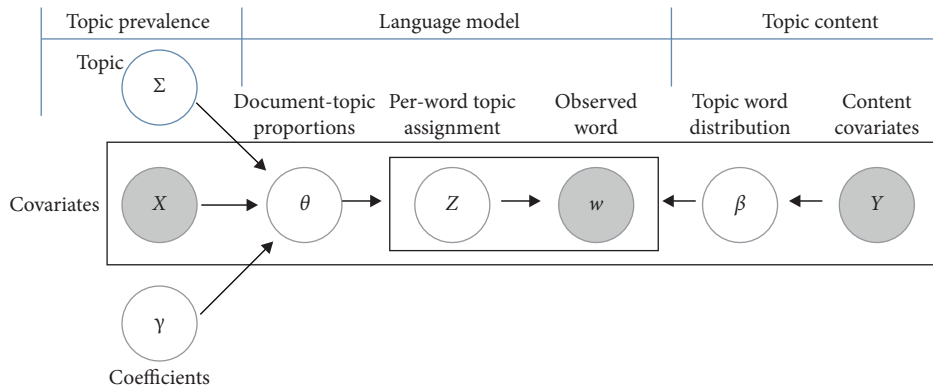 Topic prevalence
Language model
Topic content
Topic
Σ
Document-topic
proportions
Per-word topic
assignment
Observed
word
Topic word
distribution
Content
covariates
Covariates
X
θ
Z
w
β
Y
γ
Coefficients